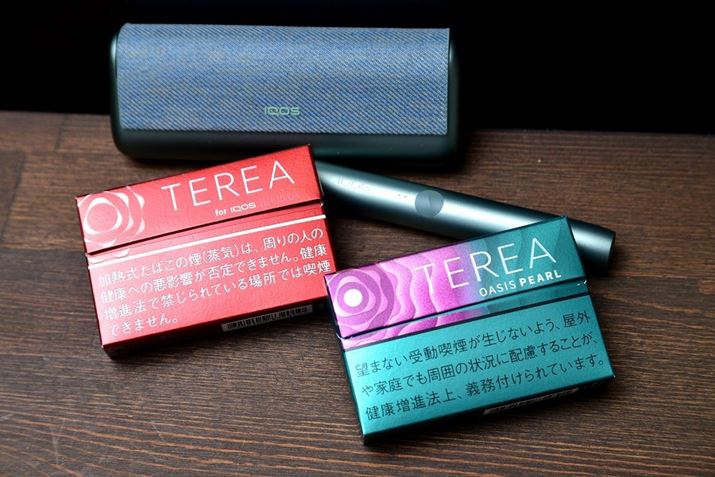 IQOS
TEREA
for IQOS
加熱式たばこの煙(蒸気)は、周りの人の
健康への悪影響が否定できません。健康
増進法で禁じられている場所では喫煙
できません。
TEREA
OASIS PEARL
望まない受動喫煙が生じないよう、屋外
や家庭でも周囲の状況に配慮することが、
健康増進法上、義務付けられています。